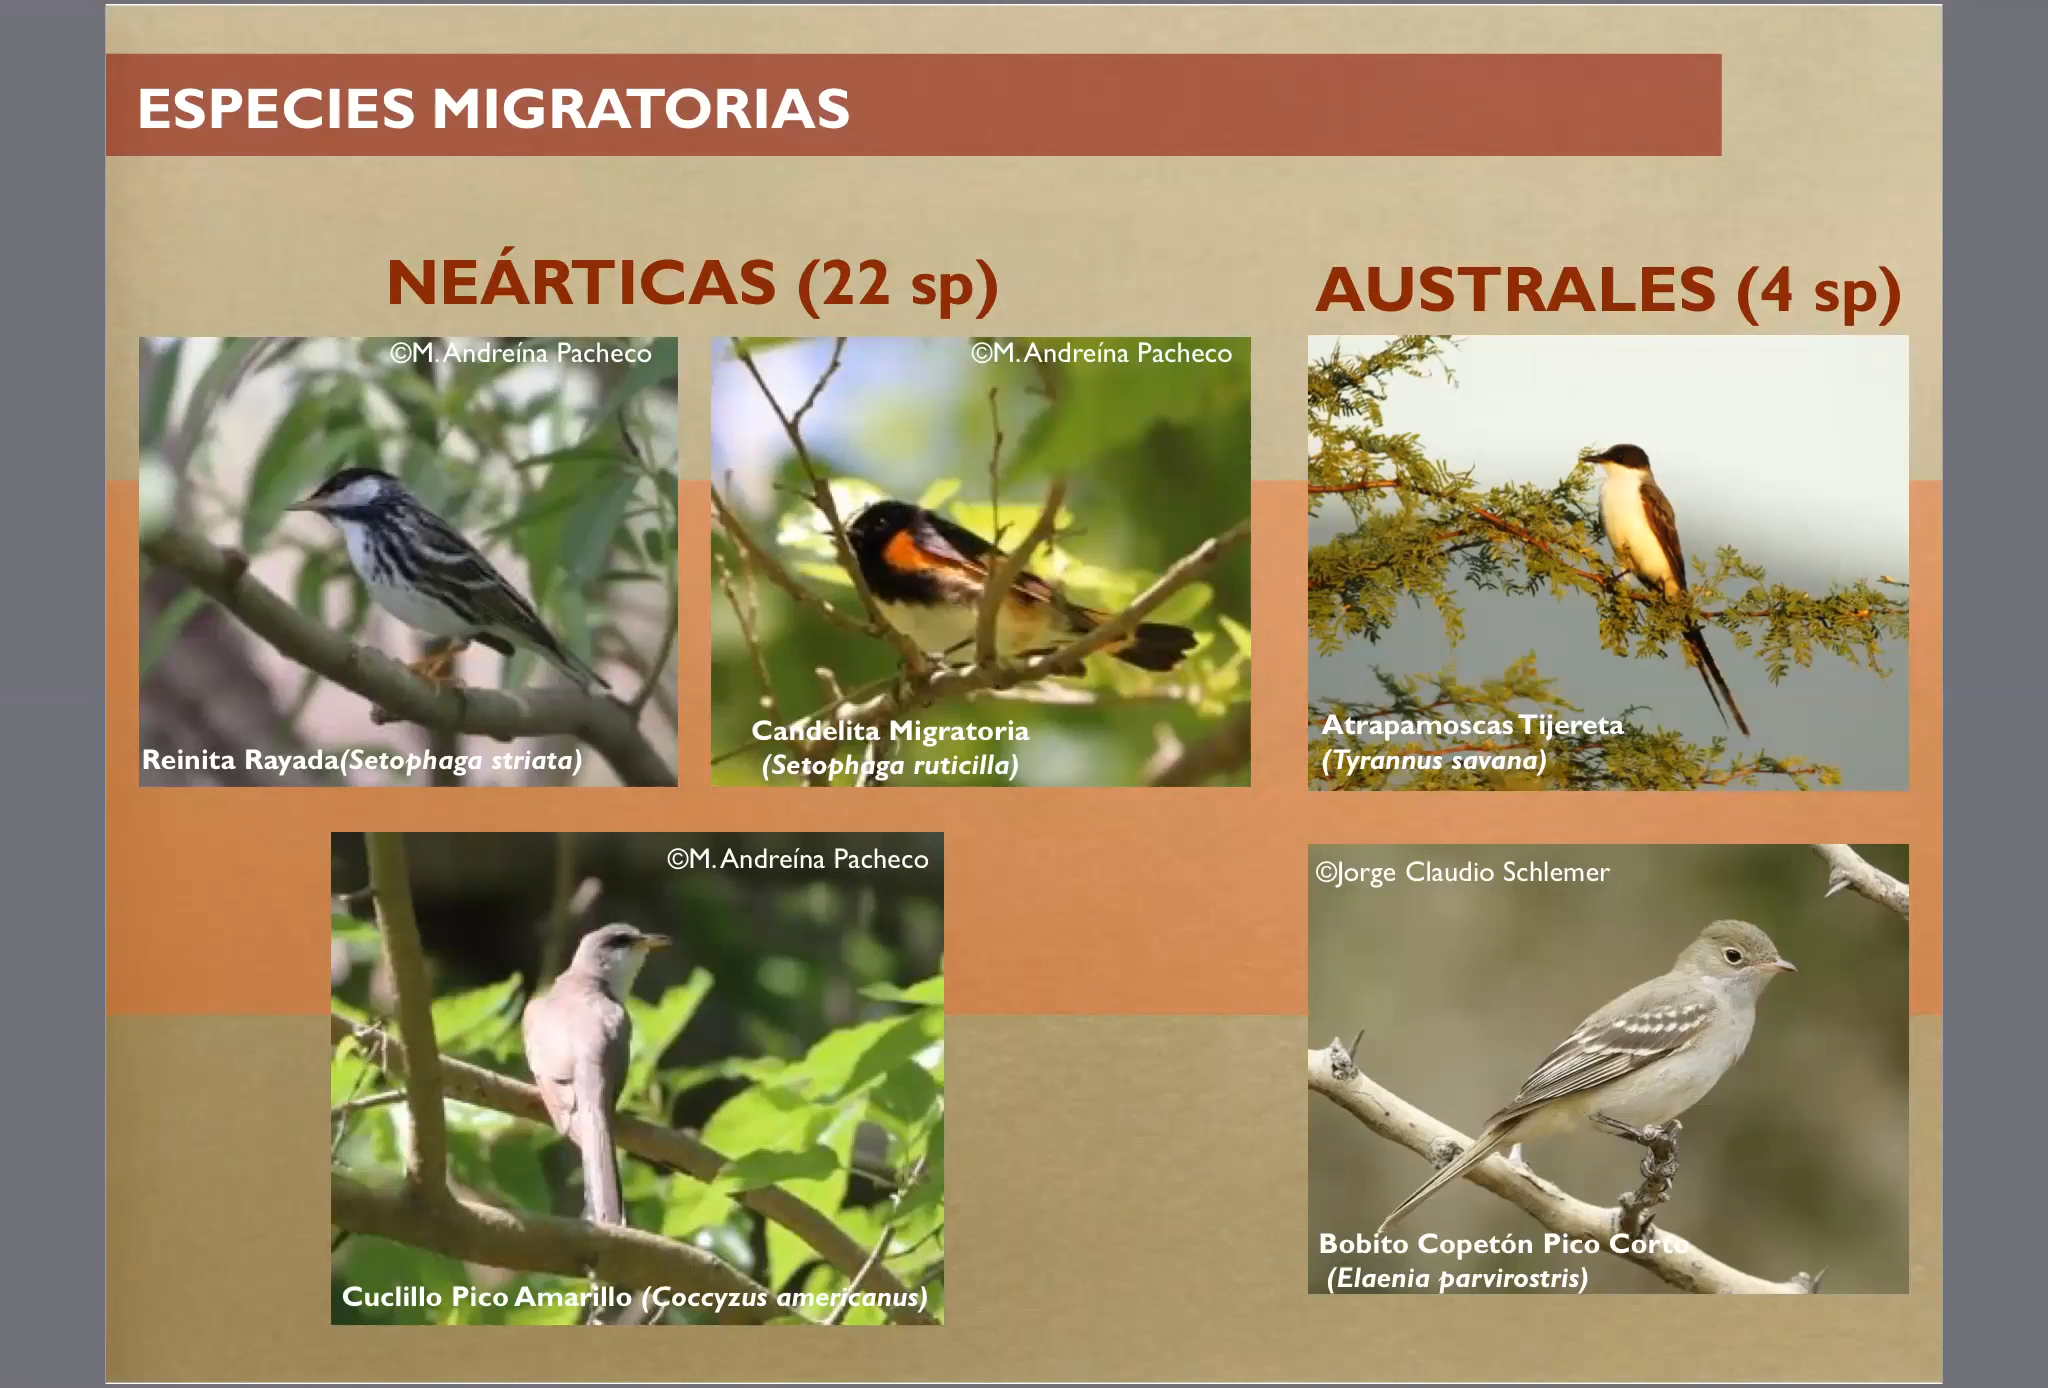 ESPECIES MIGRATORIAS
NEÁRTICAS (22 sp)
©M. Andreína Pacheco
Reinita Rayada(Setophaga striata)
©M. Andreína Pacheco
Candelita Migratoria
(Setophaga ruticilla)
©M. Andreína Pacheco
Cuclillo Pico Amarillo (Coccyzus americanus)
AUSTRALES (4 sp)
Atrapamoscas Tijereta
(Tyrannus savana)
©Jorge Claudio Schlemer
Bobito Copetón Pico Corto
(Elaenia parvirostris)